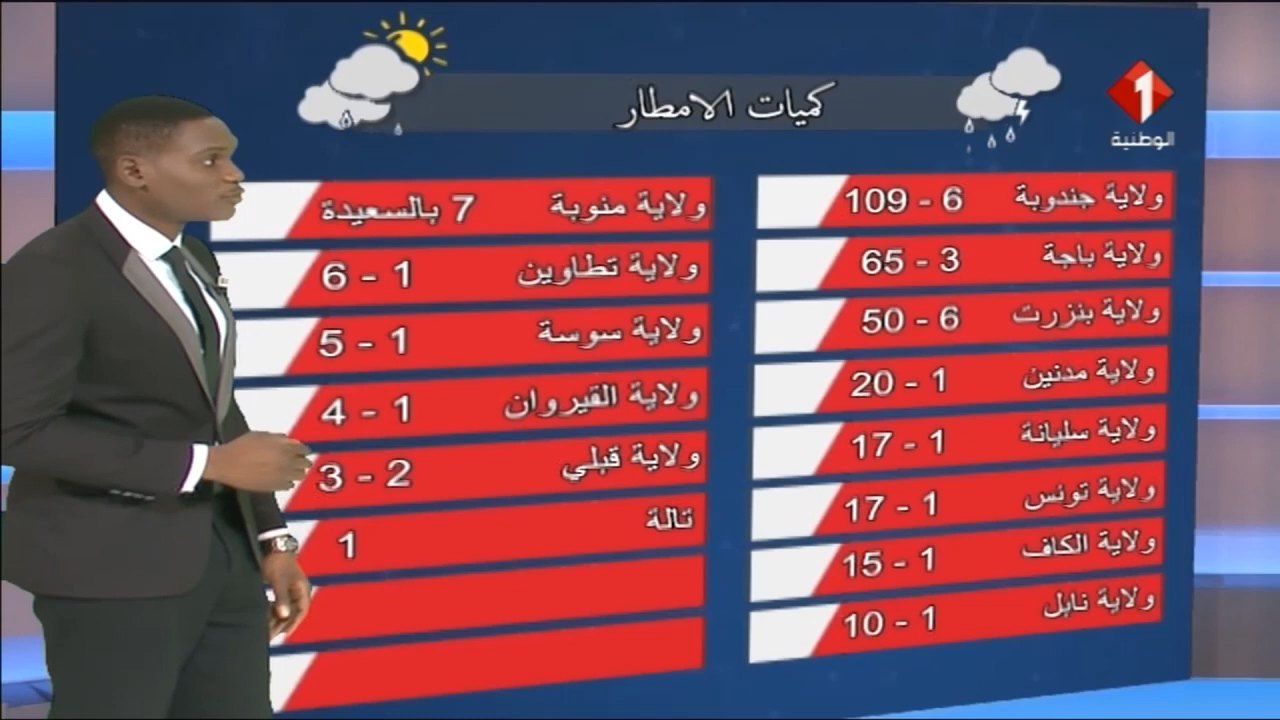 كميات الامطار
1
الوطنية
ولاية جندوبة 6 - 109
ولاية باجة 3 - 65
ولاية بنزرت 6 - 50
ولاية مدنين 1 - 20
ولاية سليانة 1 - 17
ولاية تونس 1 - 17
ولاية الكاف 1 - 15
ولاية نابل 1 - 10
ولاية منوبة 7 بالسعيدة
ولاية تطاوين 1 - 6
ولاية سوسة 1 - 5
ولاية القيروان 1 - 4
ولاية قبلي 2 - 3
تالة 1